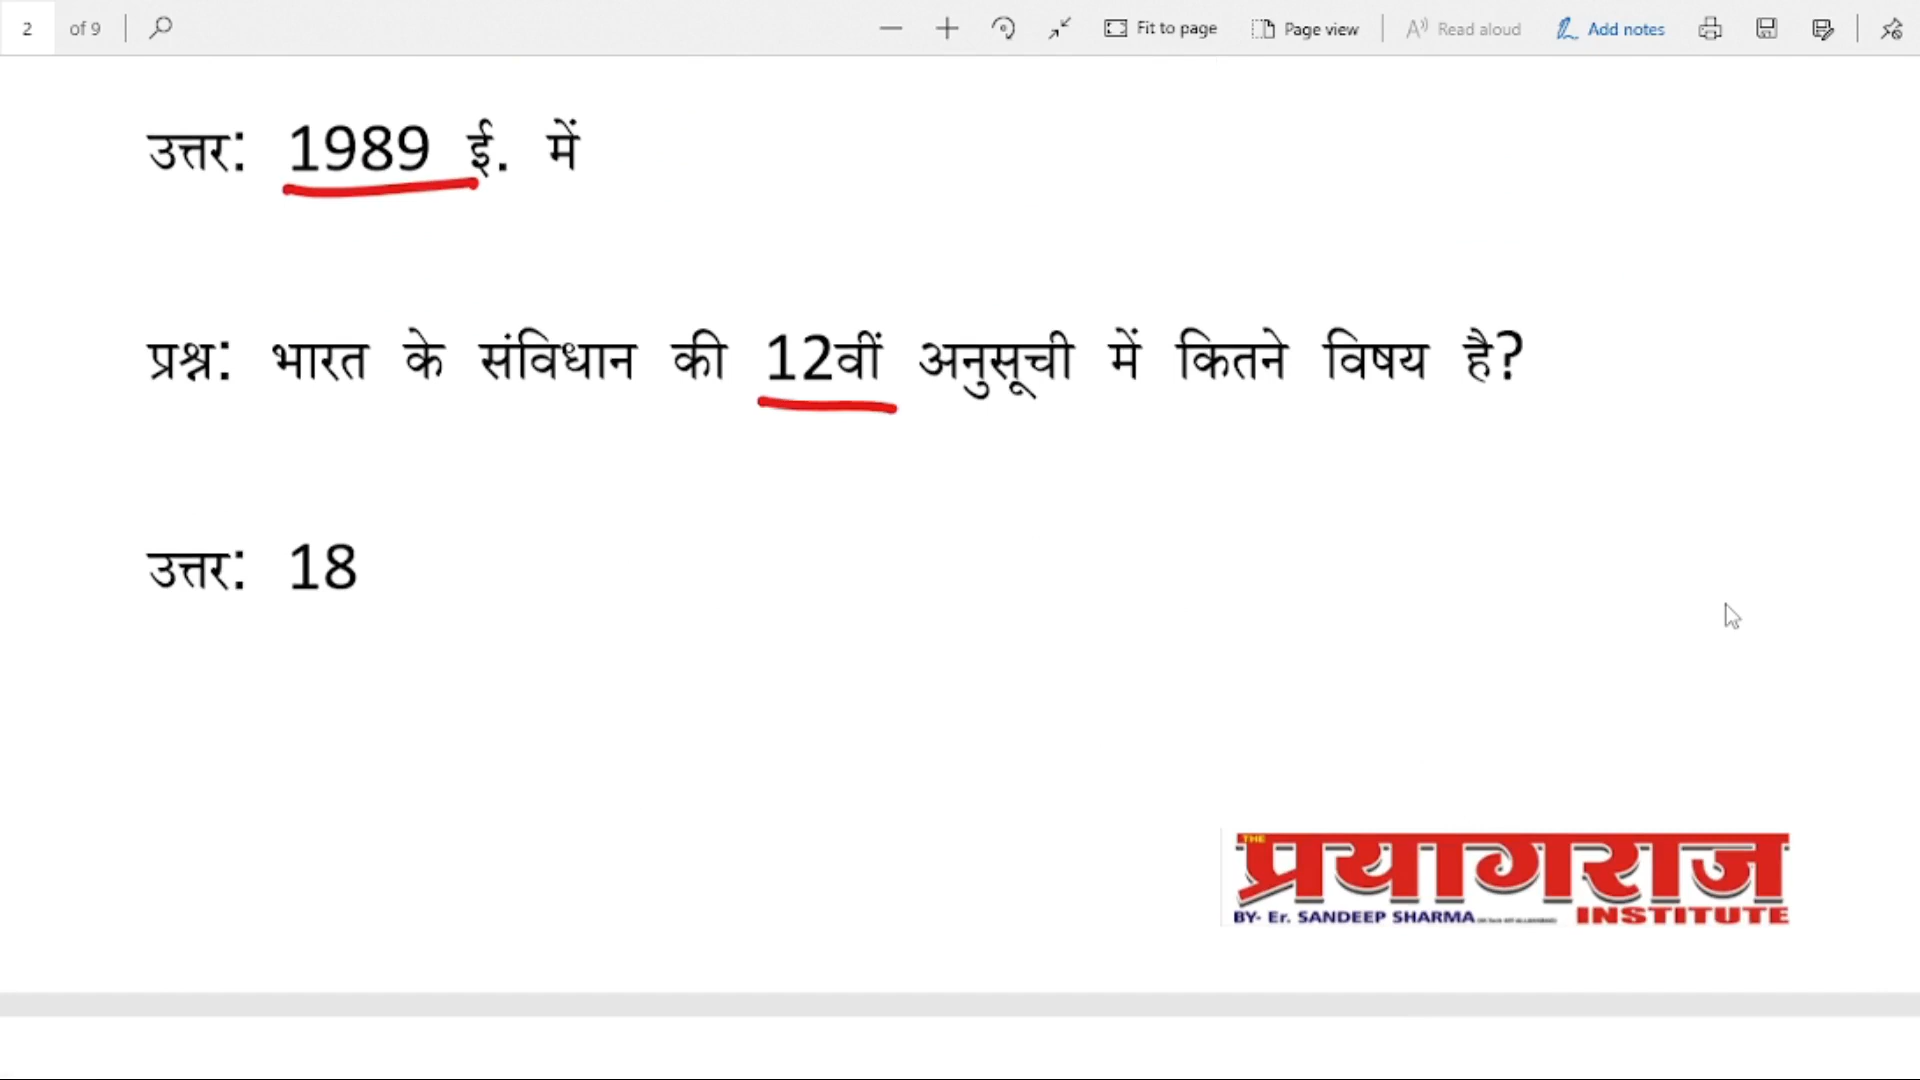 2 of 9 Fit to page Page view Read aloud Add notes
उत्तर: 1989 ई. में
प्रश्न: भारत के संविधान की 12वीं अनुसूची में कितने विषय है?
उत्तर: 18
THE
प्रयागराज
BY- Er. SANDEEP SHARMA INSTITUTE